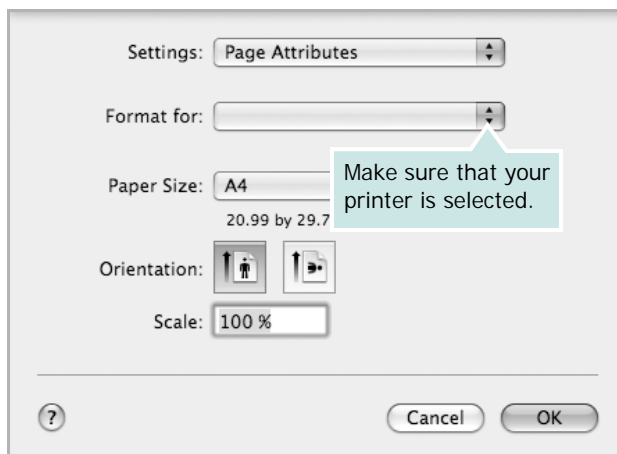 Settings: Page Attributes
Format for:
Make sure that your
printer is selected.
Paper Size: A4
20.99 by 29.7
Orientation:
Scale: 100 %
? Cancel OK